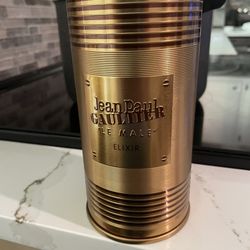 Jean Paul
GAULTIER
"LE MALE"
ELIXIR